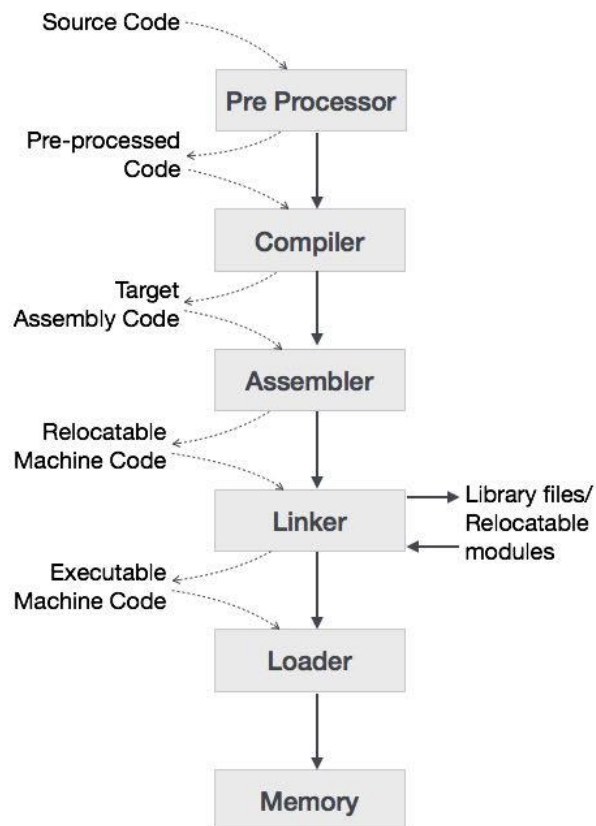 Source Code
Pre Processor
Pre-processed
Code
Compiler
Target
Assembly Code
Assembler
Relocatable
Machine Code
Linker
Library files/
Relocatable
modules
Executable
Machine Code
Loader
Memory